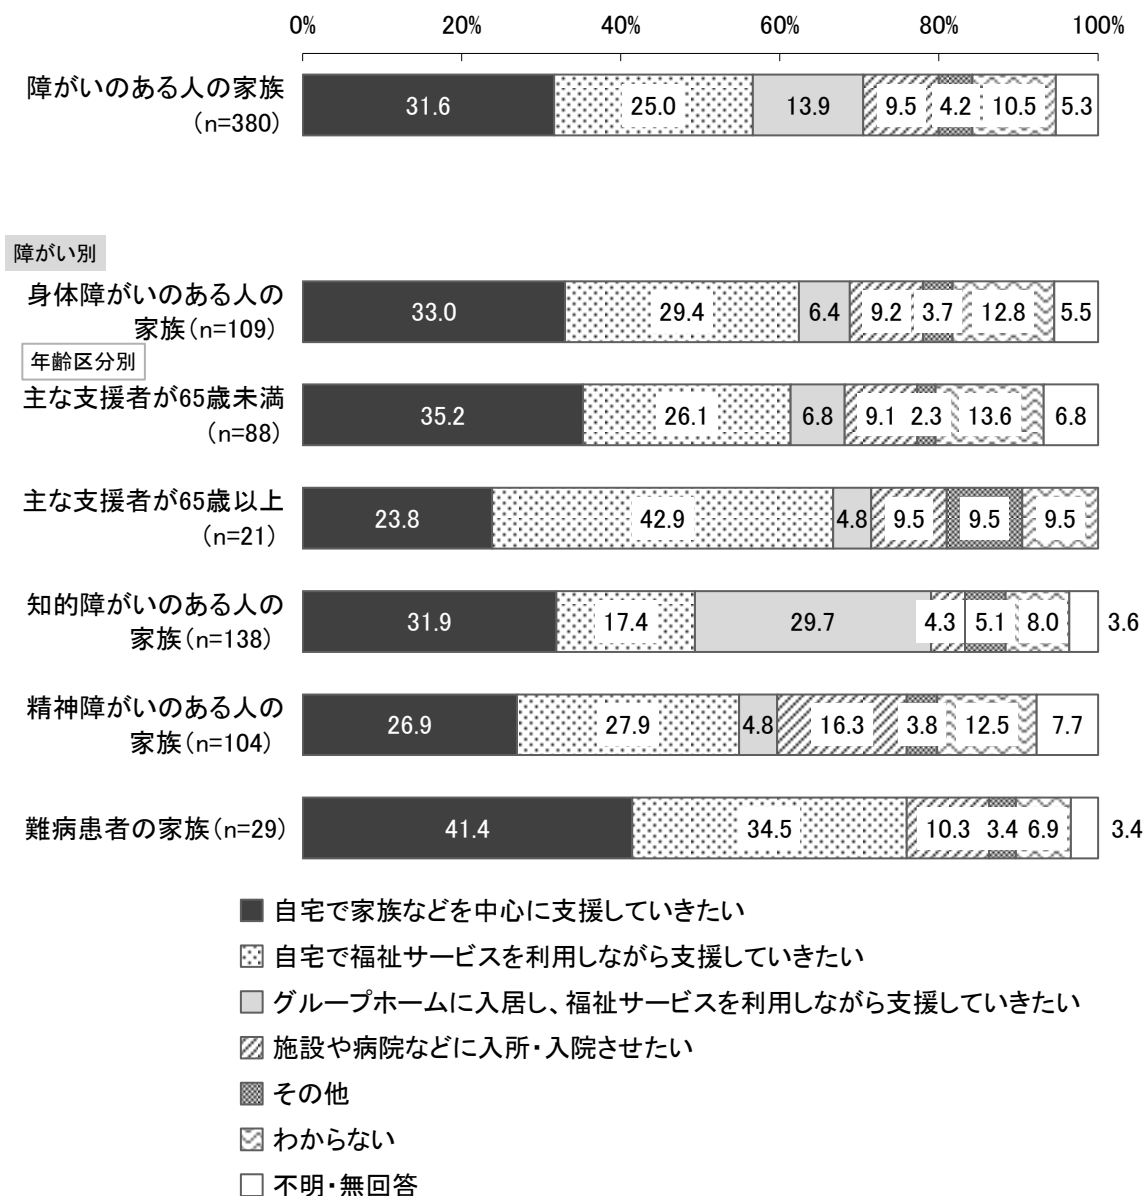 0% 20% 40% 60% 80% 100%
障がいのある人の家族
（n=380）
31.6 25.0 13.9 9.5 4.2 10.5 5.3
障がい別
身体障がいのある人の
家族（n=109）
33.0 29.4 6.4 9.2 3.7 12.8 5.5
年齢区分別
主な支援者が65歳未満
（n=88）
35.2 26.1 6.8 9.1 2.3 13.6 6.8
主な支援者が65歳以上
（n=21）
23.8 42.9 4.8 9.5 9.5 9.5
知的障がいのある人の
家族（n=138）
31.9 17.4 29.7 4.3 5.1 8.0 3.6
精神障がいのある人の
家族（n=104）
26.9 27.9 4.8 16.3 3.8 12.5 7.7
難病患者の家族（n=29）
41.4 34.5 10.3 3.4 6.9 3.4
自宅で家族などを中心に支援していきたい
自宅で福祉サービスを利用しながら支援していきたい
グループホームに入居し、福祉サービスを利用しながら支援していきたい
施設や病院などに入所・入院させたい
その他
わからない
不明・無回答